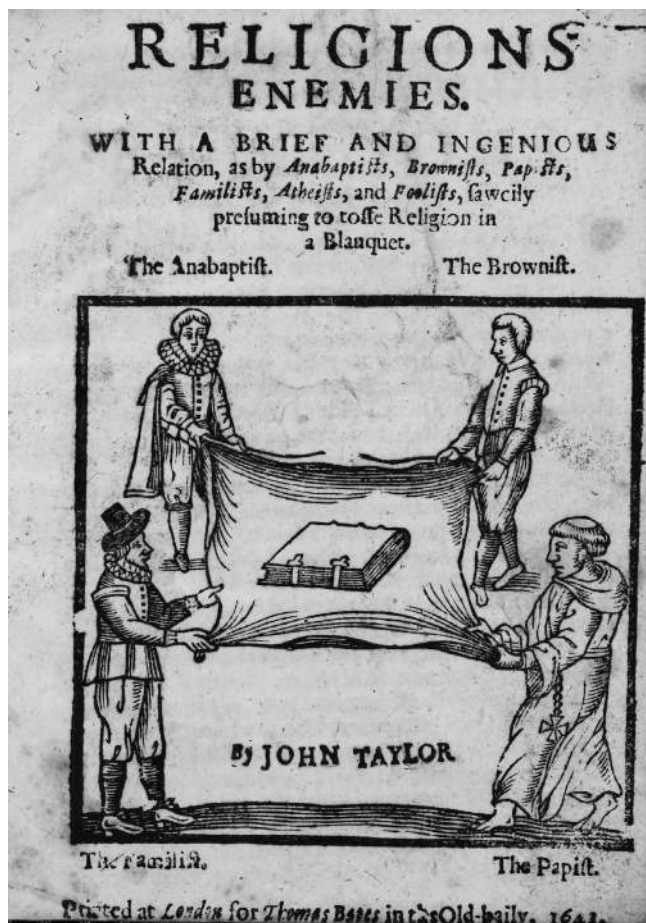 RELIGIONS
ENEMIES.
WITH A BRIEF AND INGENIOUS
Relation, as by Anabaptiſts, Browniſts, Papiſts,
Familiſts, Atheiſts, and Fooliſts, ſawcily
preſuming to toſſe Religion in
a Blanquet.
The Anabaptiſt. The Browniſt.
By JOHN TAYLOR
The Familiſt. The Papiſt.
Printed at London for Thomas Bates in the Old-baily. 1641.